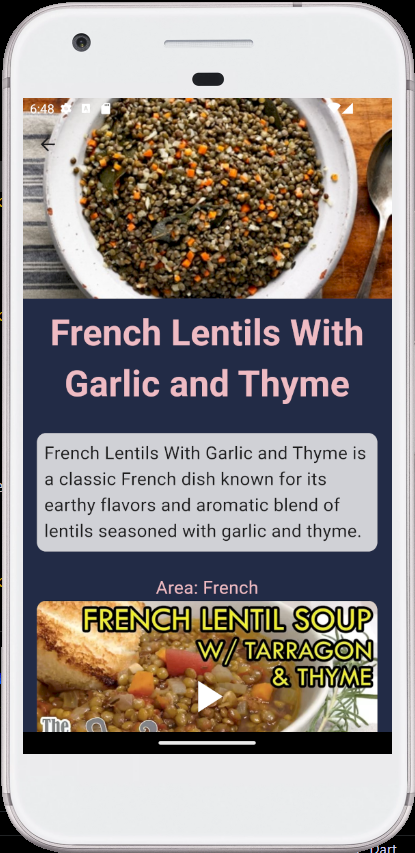 6:48
French Lentils With
Garlic and Thyme
French Lentils With Garlic and Thyme is
a classic French dish known for its
earthy flavors and aromatic blend of
lentils seasoned with garlic and thyme.
Area: French
FRENCH LENTIL SOUP
W/ TARRAGON
& THYME
The
Dart